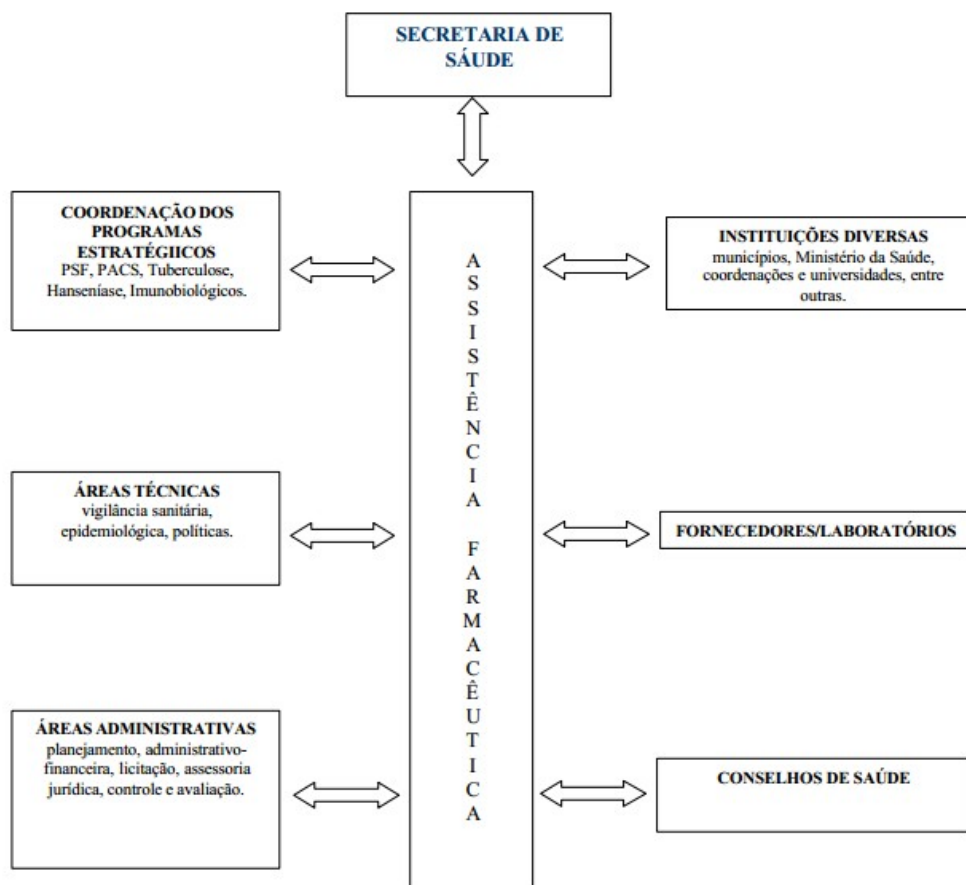 SECRETARIA DE
SÁUDE
COORDENAÇÃO DOS
PROGRAMAS
ESTRATÉGIICOS
PSF, PACS, Tuberculose,
Hanseníase, Imunobiológicos.
ÁREAS TÉCNICAS
vigilância sanitária,
epidemiológica, políticas.
ÁREAS ADMINISTRATIVAS
planejamento, administrativo-
financeira, licitação, assessoria
jurídica, controle e avaliação.
A
S
S
I
S
T
Ê
N
C
I
A
F
A
R
M
A
C
Ê
U
T
I
C
A
INSTITUIÇÕES DIVERSAS
municípios, Ministério da Saúde,
coordenações e universidades, entre
outras.
FORNECEDORES/LABORATÓRIOS
CONSELHOS DE SAÚDE